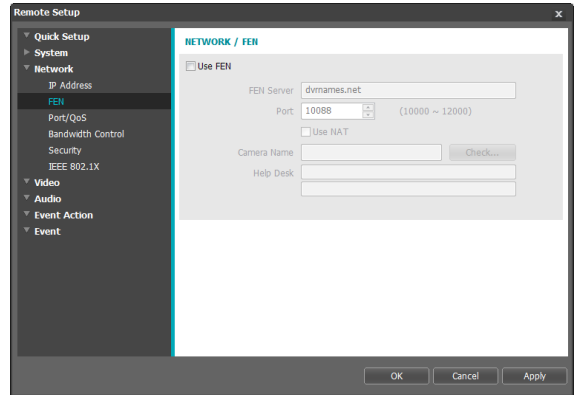 Remote Setup
x
Quick Setup
System
Network
IP Address
FEN
Port/QoS
Bandwidth Control
Security
IEEE 802.1X
Video
Audio
Event Action
Event
NETWORK / FEN
Use FEN
FEN Server dvrnames.net
Port 10088 (10000 ~ 12000)
Use NAT
Camera Name Check...
Help Desk
OK Cancel Apply